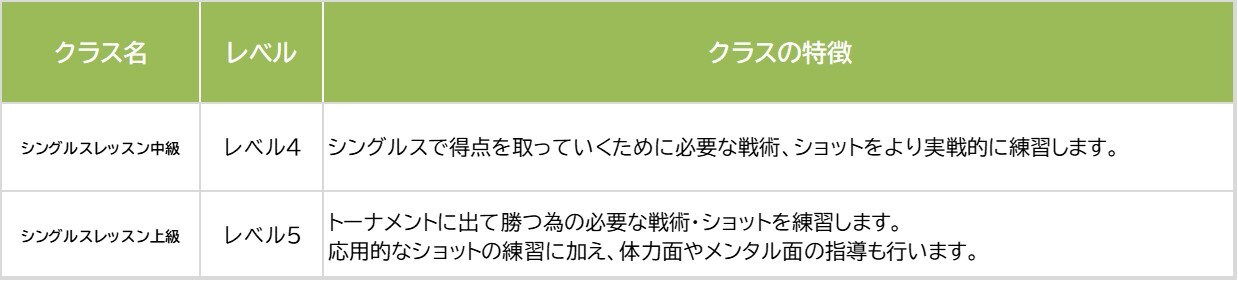 クラス名 レベル クラスの特徴
シングルスレッスン中級 レベル4 シングルスで得点を取っていくために必要な戦術、ショットをより実戦的に練習します。
シングルスレッスン上級 レベル5 トーナメントに出て勝つ為の必要な戦術・ショットを練習します。
応用的なショットの練習に加え、体力面やメンタル面の指導も行います。